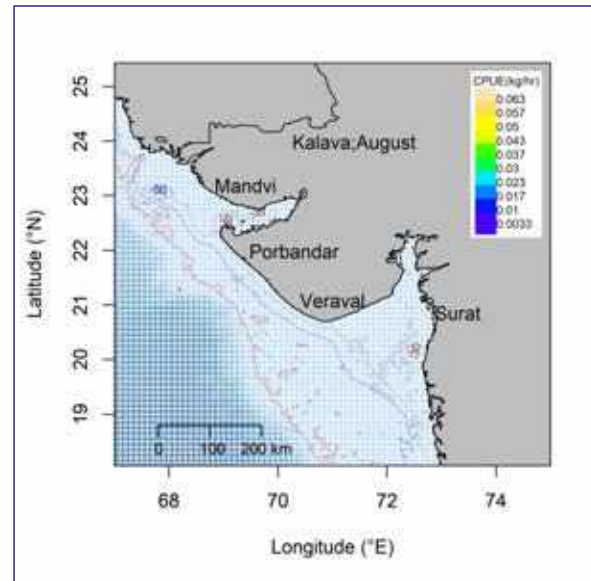 CPUE(kg/hr)
0.063
0.057
0.05
0.043
0.037
0.03
0.023
0.017
0.01
0.0033
Kalava;August
Mandvi
Porbandar
Veraval
Surat
0 100 200 km
25
24
23
22
21
20
19
Latitude (°N)
68 70 72 74
Longitude (°E)